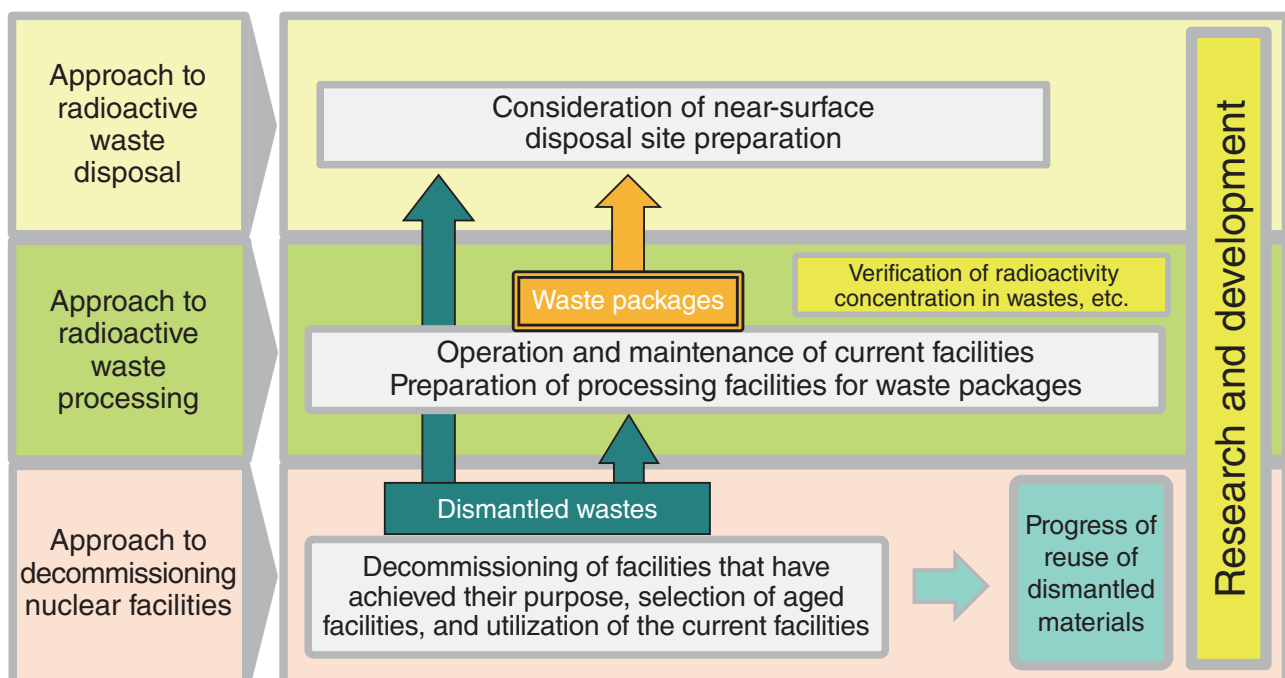 Approach to
radioactive
waste
disposal
Consideration of near-surface
disposal site preparation
Approach to
radioactive
waste
processing
Waste packages
Verification of radioactivity
concentration in wastes, etc.
Operation and maintenance of current facilities
Preparation of processing facilities for waste packages
Approach to
decommissioning
nuclear facilities
Dismantled wastes
Decommissioning of facilities that have
achieved their purpose, selection of aged
facilities, and utilization of the current facilities
Progress of
reuse of
dismantled
materials
Research and development